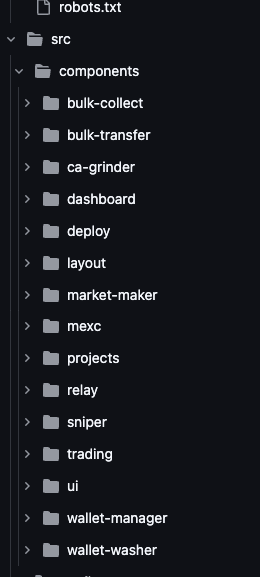 robots.txt
src
components
bulk-collect
bulk-transfer
ca-grinder
dashboard
deploy
layout
market-maker
mexc
projects
relay
sniper
trading
ui
wallet-manager
wallet-washer